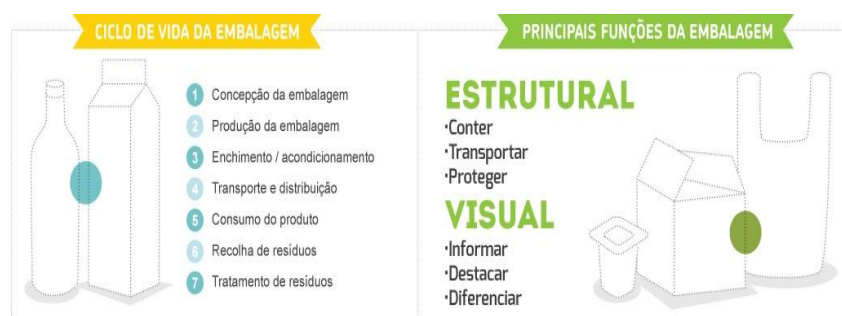 CICLO DE VIDA DA EMBALAGEM
1 Concepção da embalagem
2 Produção da embalagem
3 Enchimento / acondicionamento
4 Transporte e distribuição
5 Consumo do produto
6 Recolha de residuos
7 Tratamento de residuos
PRINCIPAIS FUNÇÕES DA EMBALAGEM
ESTRUTURAL
·Conter
·Transportar
·Proteger
VISUAL
·Informar
·Destacar
·Diferenciar